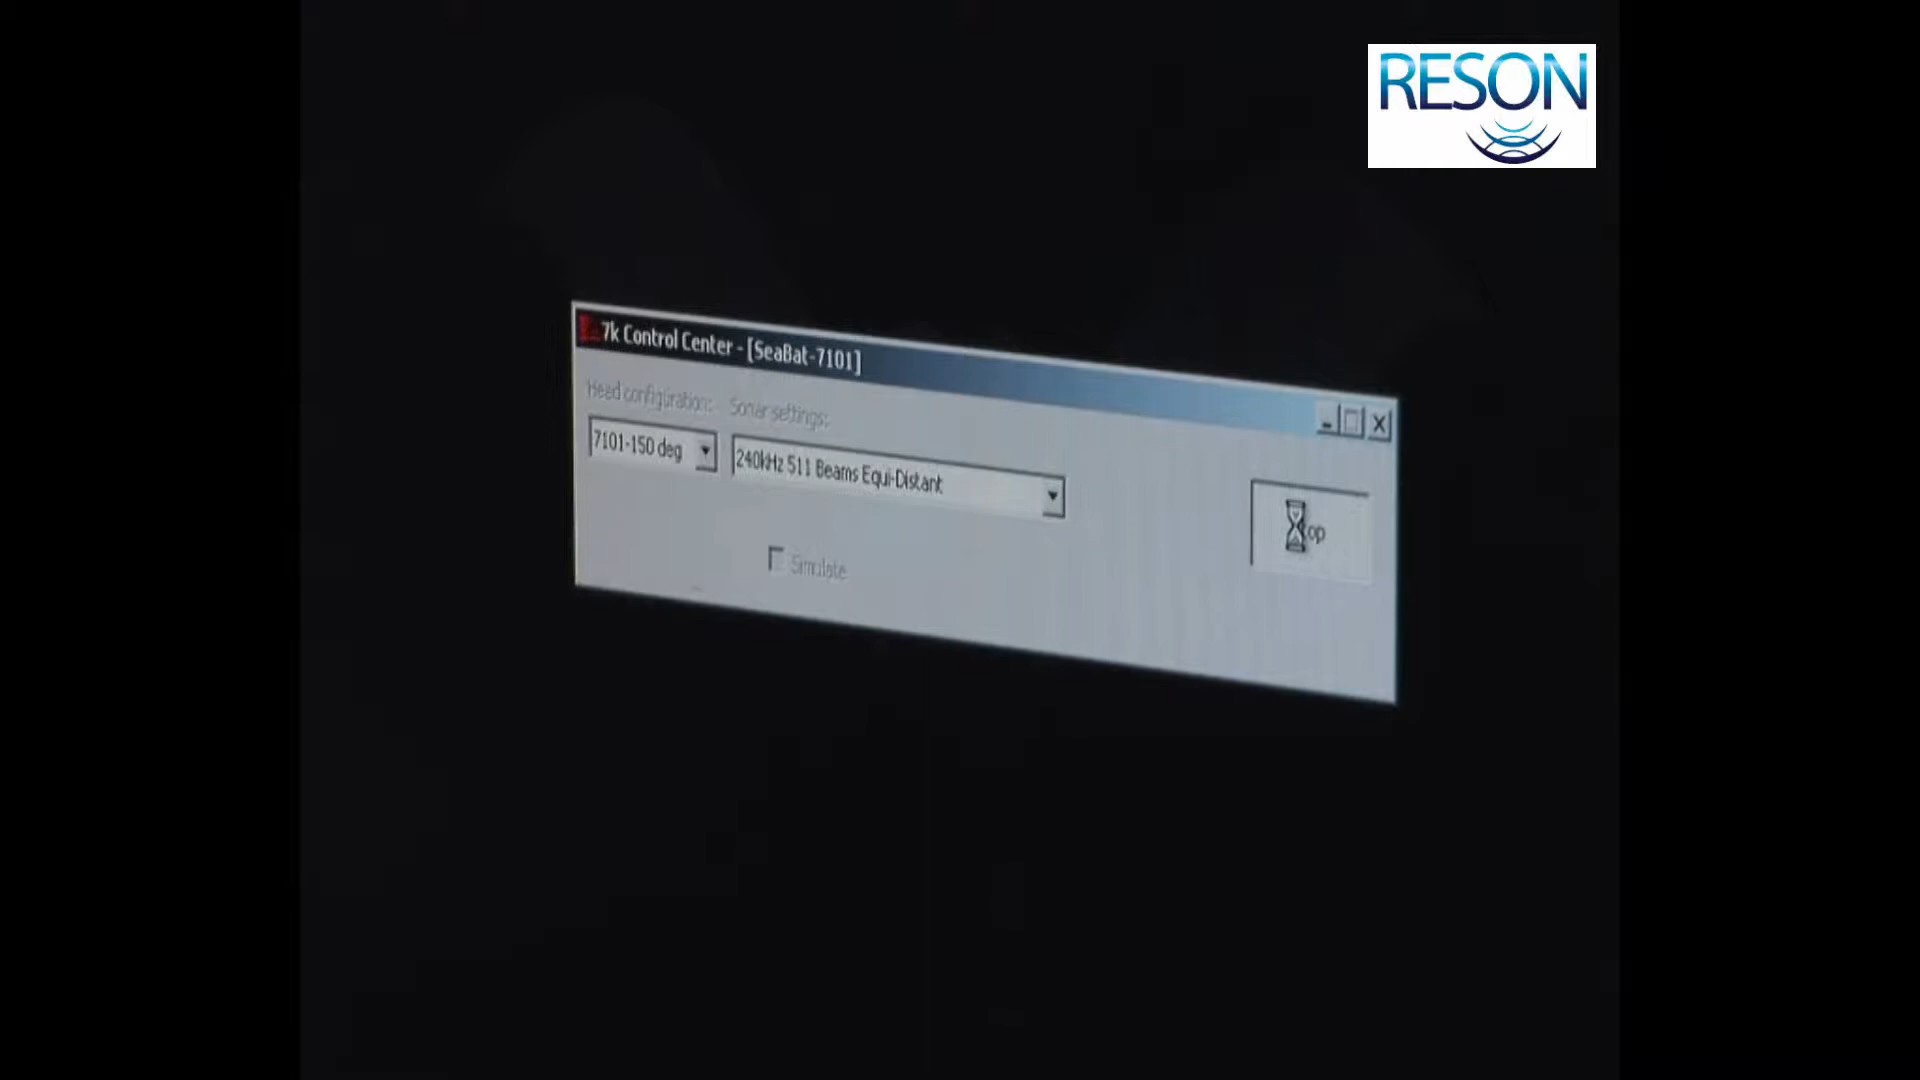 RESON
7k Control Center - [SeaBat-7101]
Head configuration: Sonar settings:
7101-150 deg 240kHz 511 Beams Equi-Distant
op
Simulate